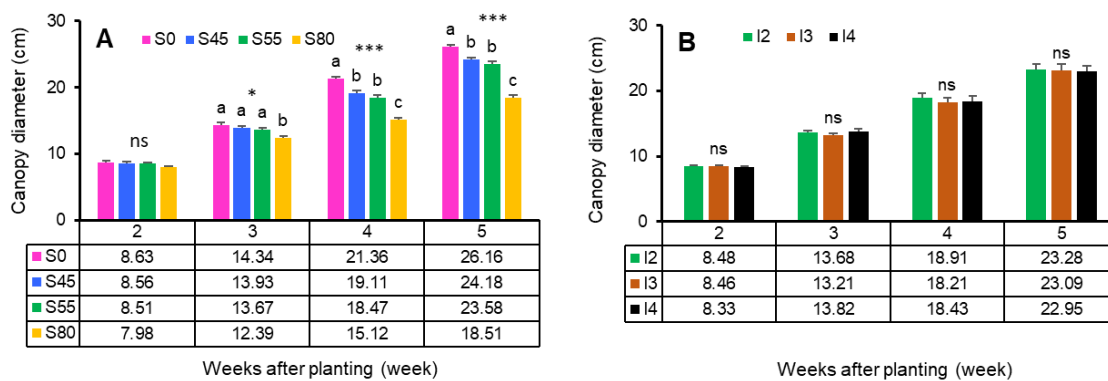 A
S0 S45 S55 S80
Canopy diameter (cm)
30
20
10
0
ns
a a a b
*
a b b c
***
a b b c
***
2 3 4 5
S0 8.63 14.34 21.36 26.16
S45 8.56 13.93 19.11 24.18
S55 8.51 13.67 18.47 23.58
S80 7.98 12.39 15.12 18.51
Weeks after planting (week)
B
I2 I3 I4
Canopy diameter (cm)
30
20
10
0
ns
ns
ns
ns
2 3 4 5
I2 8.48 13.68 18.91 23.28
I3 8.46 13.21 18.21 23.09
I4 8.33 13.82 18.43 22.95
Weeks after planting (week)